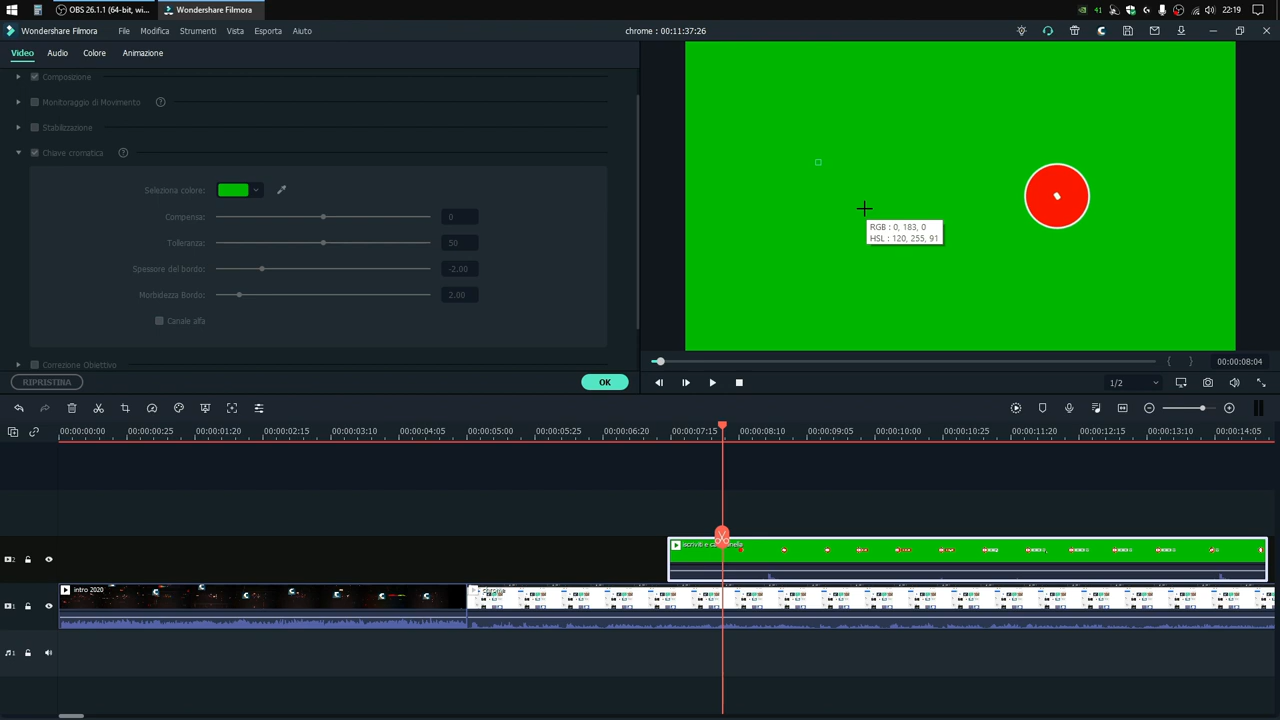 OBS 26.1.1 (64-bit, wi...
Wondershare Filmora
41
22:19
Wondershare Filmora
File
Modifica
Strumenti
Vista
Esporta
Aiuto
chrome : 00:11:37:26
Video
Audio
Colore
Animazione
Composizione
Monitoraggio di Movimento
Stabilizzazione
Chiave cromatica
Seleziona colore:
Compensa:
0
Tolleranza:
50
Spessore del bordo:
-2.00
Morbidezza Bordo:
2.00
Canale alfa
Correzione Obiettivo
RIPRISTINA
OK
RGB : 0, 183, 0
HSL : 120, 255, 91
00:00:08:04
1/2
00:00:00:00
00:00:00:25
00:00:01:20
00:00:02:15
00:00:03:10
00:00:04:05
00:00:05:00
00:00:05:25
00:00:06:20
00:00:07:15
00:00:08:10
00:00:09:05
00:00:10:00
00:00:10:25
00:00:11:20
00:00:12:15
00:00:13:10
00:00:14:05
2
1
intro 2020
1